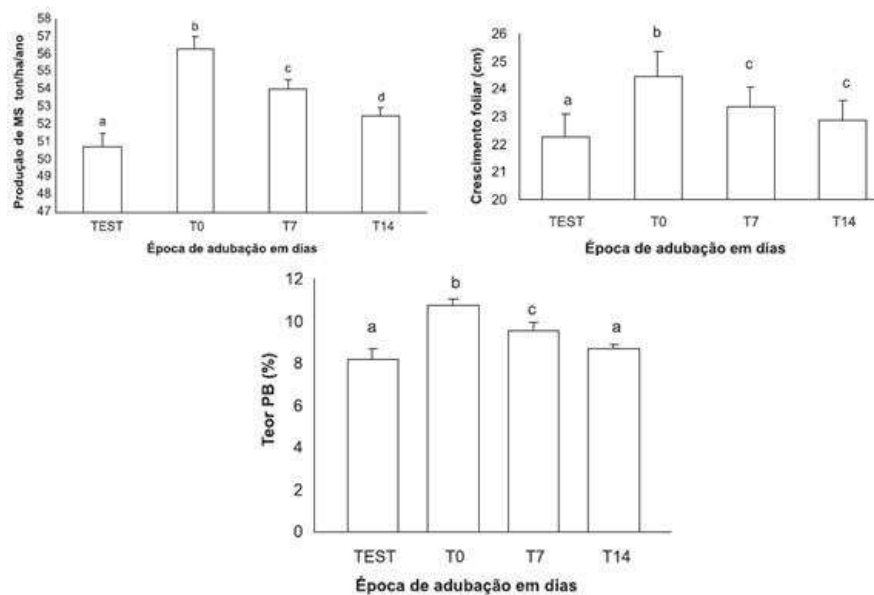 Produção de MS ton/ha/ano
58
57
56
55
54
53
52
51
50
49
48
47
a
b
c
d
TEST
T0
T7
T14
Época de adubação em dias
Crescimento foliar (cm)
26
25
24
23
22
21
20
a
b
c
c
TEST
T0
T7
T14
Época de adubação em dias
Teor PB (%)
12
10
8
6
4
2
0
a
b
c
a
TEST
T0
T7
T14
Época de adubação em dias